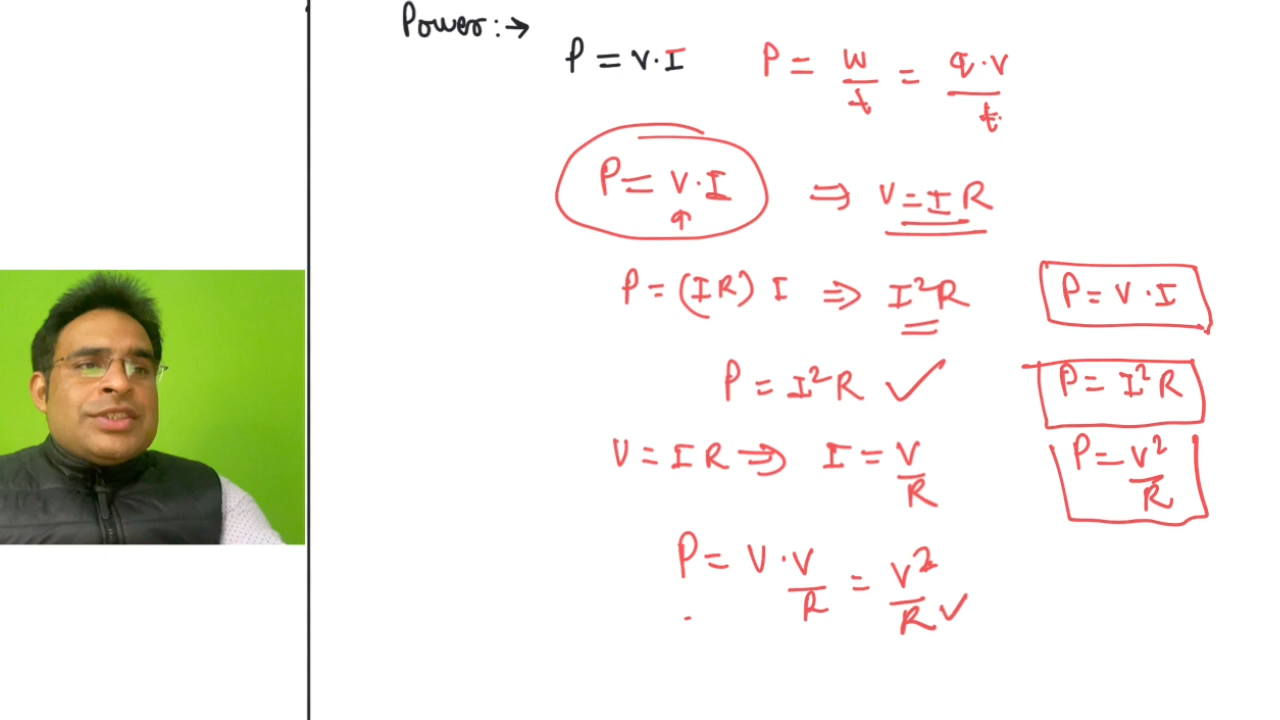 Power:→
P = V·I P = w/t = q·v/t
P = V·I ⇒ V = IR
P = (IR) I ⇒ I²R P = V·I
P = I²R ✓ P = I²R
V = IR ⇒ I = V/R P = V²/R
P = V·V/R = V²/R ✓